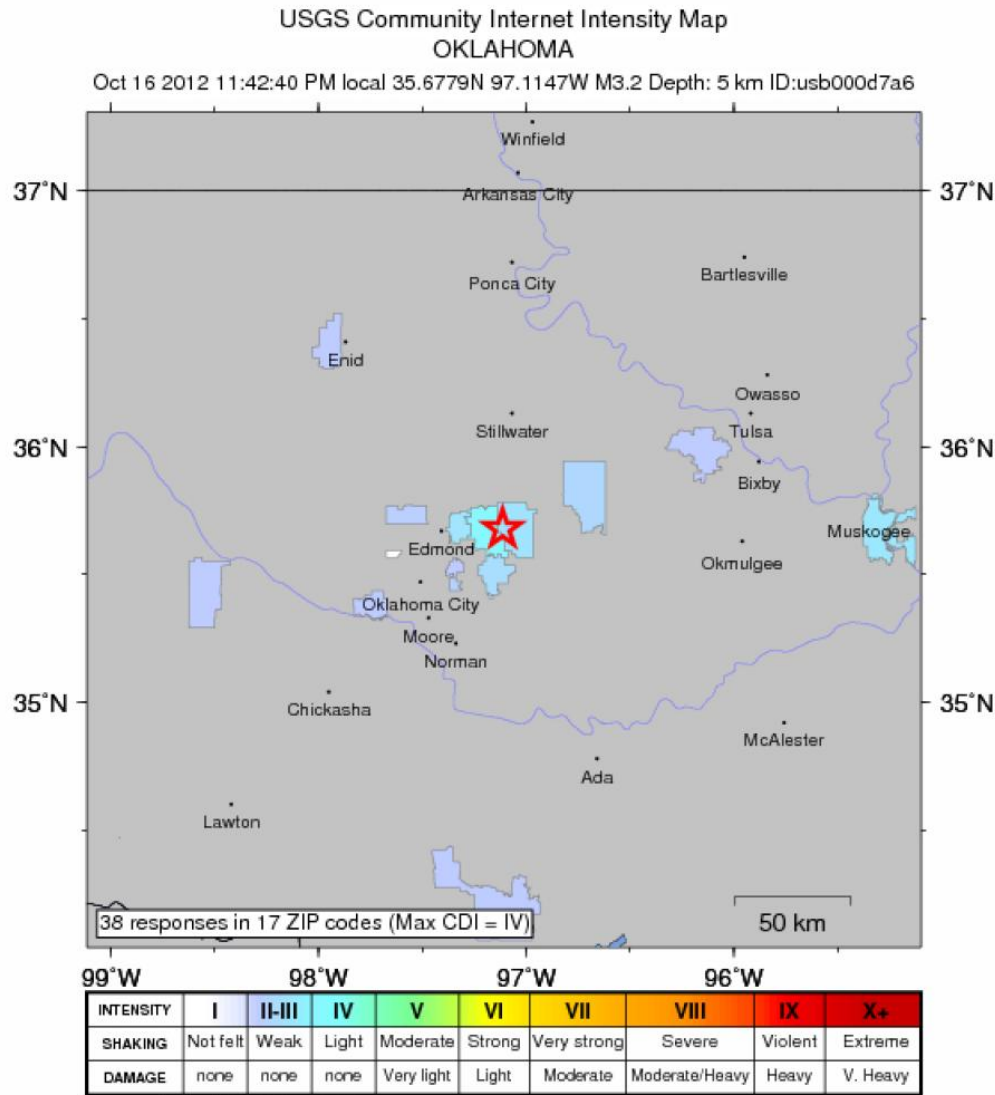 USGS Community Internet Intensity Map
OKLAHOMA
Oct 16 2012 11:42:40 PM local 35.6779N 97.1147W M3.2 Depth: 5 km ID:usb000d7a6
Winfield
37°N 37°N
Arkansas City
Bartlesville
Ponca City
Enid
Owasso
Stillwater Tulsa
36°N 36°N
Bixby
Muskogee
Edmond
Okmulgee
Oklahoma City
Moore
Norman
35°N 35°N
Chickasha
McAlester
Ada
Lawton
38 responses in 17 ZIP codes (Max CDI = IV)
50 km
99°W 98°W 97°W 96°W
INTENSITY I II-III IV V VI VII VIII IX X+
SHAKING Not felt Weak Light Moderate Strong Very strong Severe Violent Extreme
DAMAGE none none none Very light Light Moderate Moderate/Heavy Heavy V. Heavy